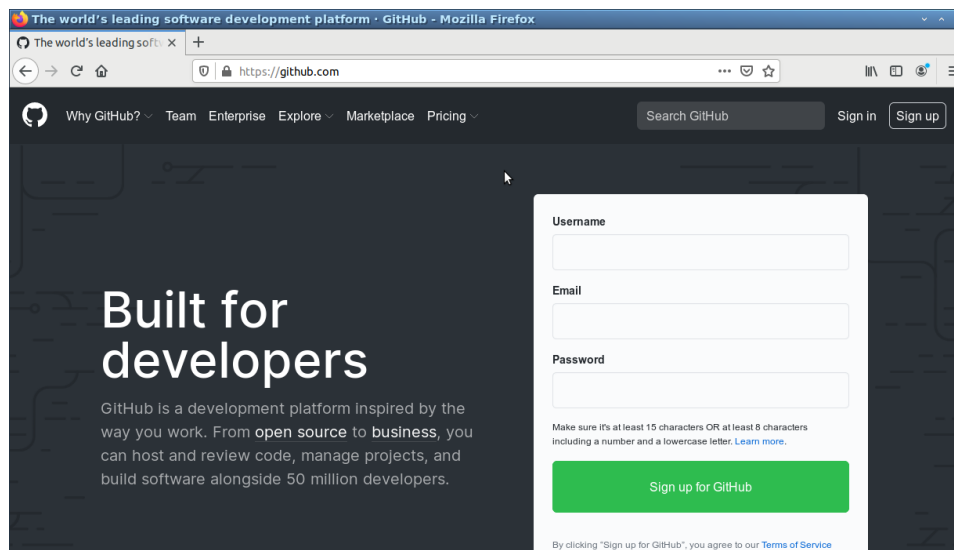 The world's leading software development platform · GitHub - Mozilla Firefox
The world's leading softw
https://github.com
Why GitHub? Team Enterprise Explore Marketplace Pricing Search GitHub Sign in Sign up
Built for
developers
GitHub is a development platform inspired by the
way you work. From open source to business, you
can host and review code, manage projects, and
build software alongside 50 million developers.
Username
Email
Password
Make sure it's at least 15 characters OR at least 8 characters
including a number and a lowercase letter. Learn more.
Sign up for GitHub
By clicking "Sign up for GitHub", you agree to our Terms of Service